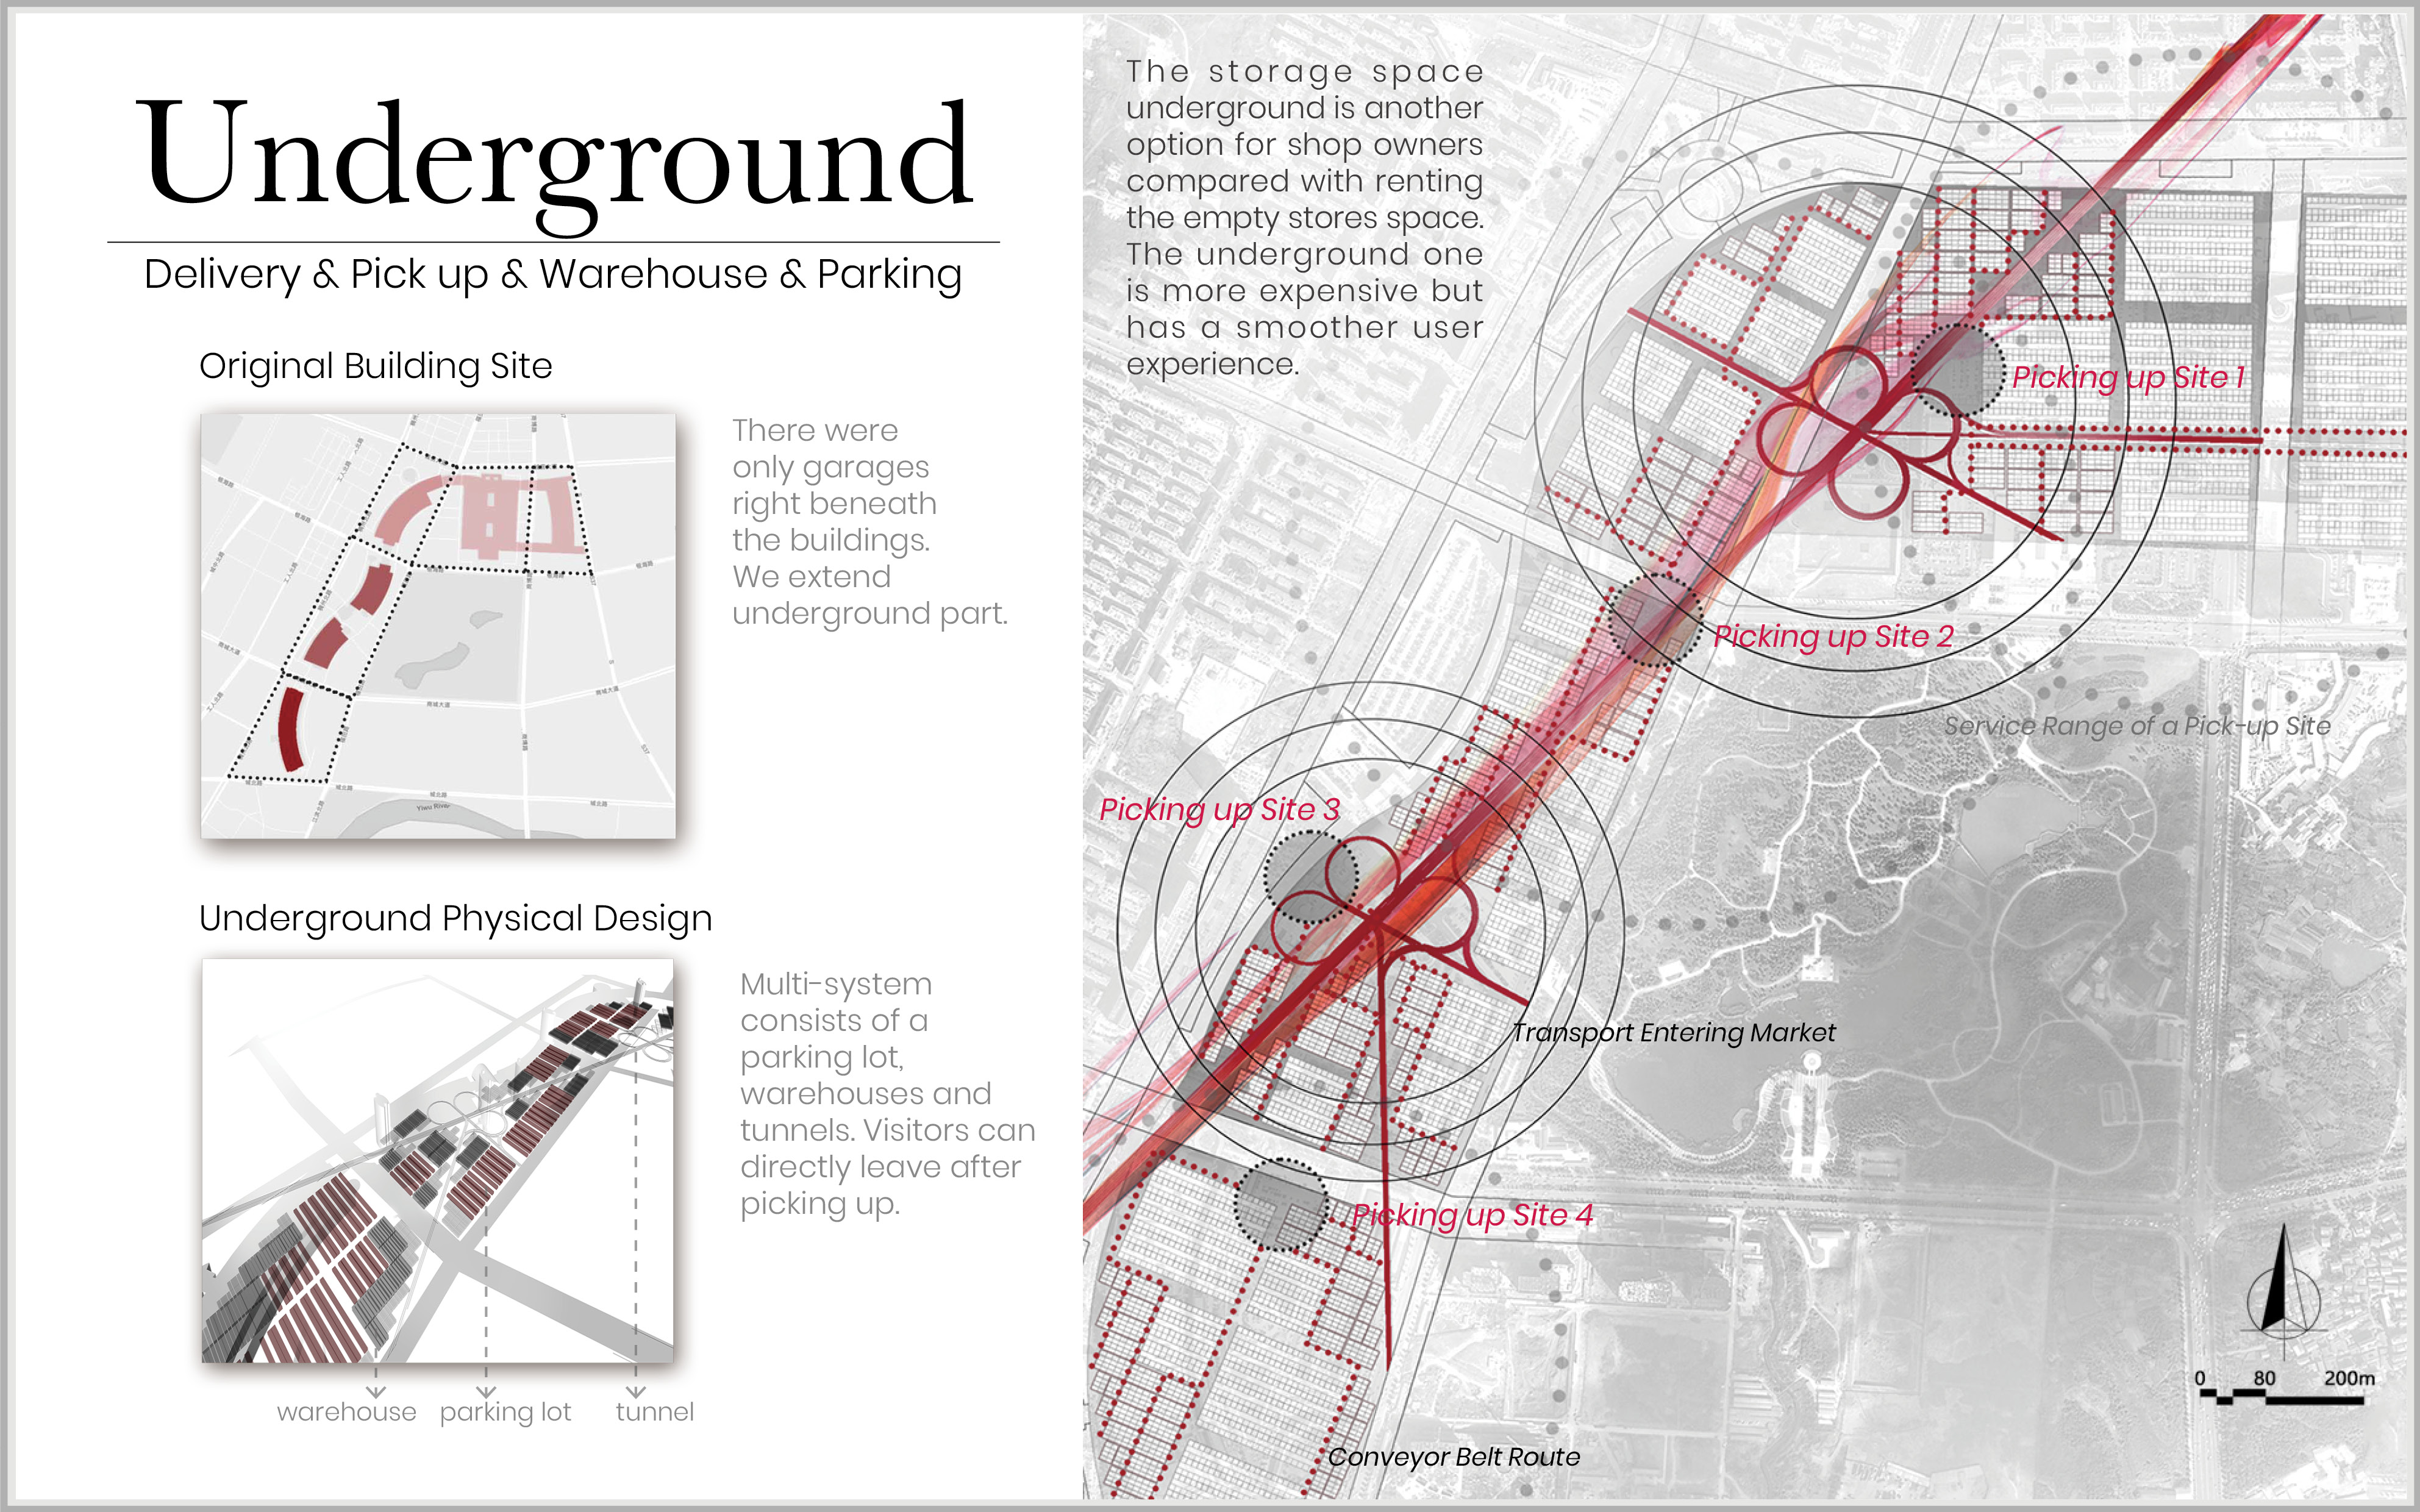 Underground
Delivery & Pick up & Warehouse & Parking
Original Building Site
There were
only garages
right beneath
the buildings.
We extend
underground part.
Yiwu River
Underground Physical Design
Multi-system
consists of a
parking lot,
warehouses and
tunnels. Visitors can
directly leave after
picking up.
warehouse
parking lot
tunnel
The storage space
underground is another
option for shop owners
compared with renting
the empty stores space.
The underground one
is more expensive but
has a smoother user
experience.
Picking up Site 1
Picking up Site 2
Service Range of a Pick-up Site
Picking up Site 3
Transport Entering Market
Picking up Site 4
Conveyor Belt Route
0 80 200m